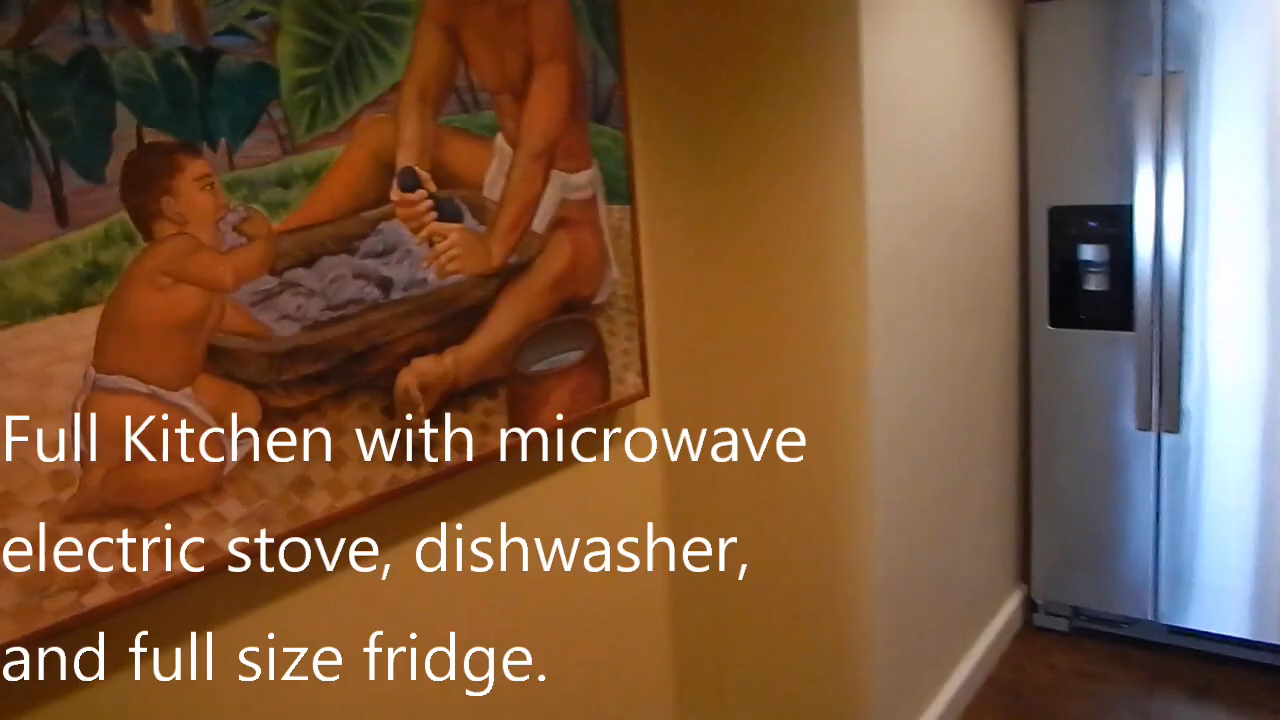 Full Kitchen with microwave
electric stove, dishwasher,
and full size fridge.